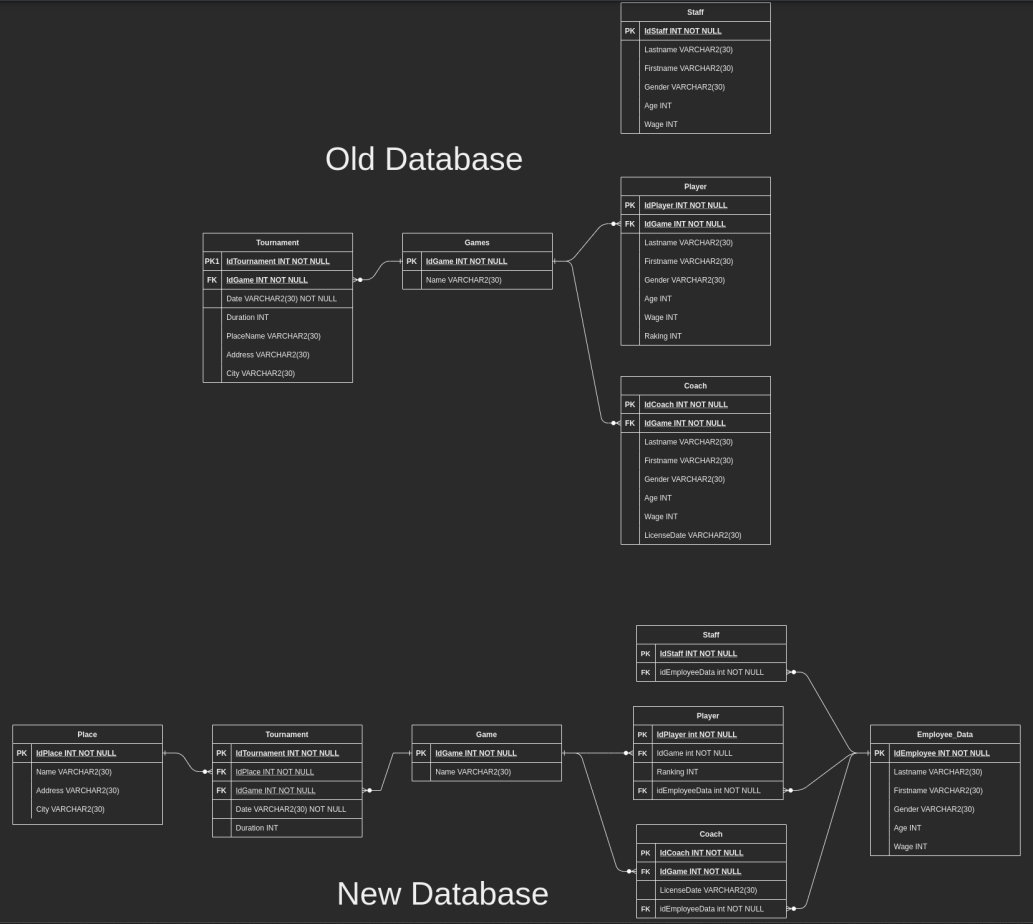 Staff
PK IdStaff INT NOT NULL
Lastname VARCHAR2(30)
Firstname VARCHAR2(30)
Gender VARCHAR2(30)
Age INT
Wage INT
Old Database
Tournament
PK1 IdTournament INT NOT NULL
FK IdGame INT NOT NULL
Date VARCHAR2(30) NOT NULL
Duration INT
PlaceName VARCHAR2(30)
Address VARCHAR2(30)
City VARCHAR2(30)
Games
PK IdGame INT NOT NULL
Name VARCHAR2(30)
Player
PK IdPlayer INT NOT NULL
FK IdGame INT NOT NULL
Lastname VARCHAR2(30)
Firstname VARCHAR2(30)
Gender VARCHAR2(30)
Age INT
Wage INT
Raking INT
Coach
PK IdCoach INT NOT NULL
FK IdGame INT NOT NULL
Lastname VARCHAR2(30)
Firstname VARCHAR2(30)
Gender VARCHAR2(30)
Age INT
Wage INT
LicenseDate VARCHAR2(30)
Place
PK IdPlace INT NOT NULL
Name VARCHAR2(30)
Address VARCHAR2(30)
City VARCHAR2(30)
Tournament
PK IdTournament INT NOT NULL
FK IdPlace INT NOT NULL
FK IdGame INT NOT NULL
Date VARCHAR2(30) NOT NULL
Duration INT
Game
PK IdGame INT NOT NULL
Name VARCHAR2(30)
Staff
PK IdStaff INT NOT NULL
FK idEmployeeData int NOT NULL
Player
PK IdPlayer int NOT NULL
FK IdGame int NOT NULL
Ranking INT
FK idEmployeeData int NOT NULL
Coach
PK IdCoach INT NOT NULL
FK IdGame INT NOT NULL
LicenseDate VARCHAR2(30)
FK idEmployeeData int NOT NULL
Employee_Data
PK IdEmployee INT NOT NULL
Lastname VARCHAR2(30)
Firstname VARCHAR2(30)
Gender VARCHAR2(30)
Age INT
Wage INT
New Database